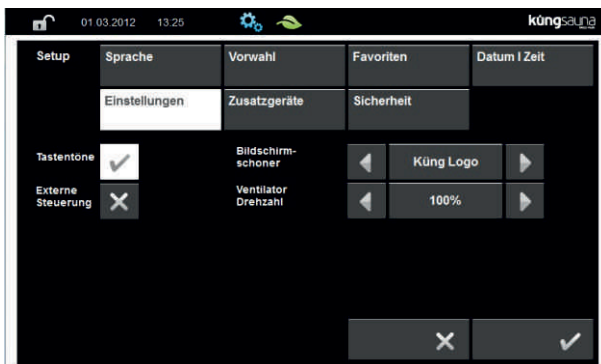 01 03.2012 13:25 küngsauna
Setup Sprache Vorwahl Favoriten Datum I Zeit
Einstellungen Zusatzgeräte Sicherheit
Tastentöne Bildschirm-
schoner Küng Logo
Externe
Steuerung Ventilator
Drehzahl 100%